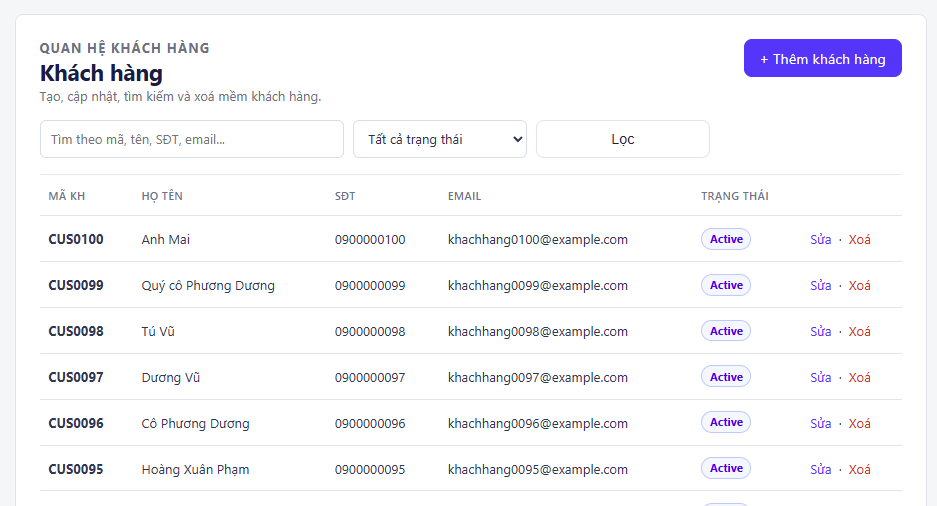 QUAN HỆ KHÁCH HÀNG
Khách hàng
Tạo, cập nhật, tìm kiếm và xoá mềm khách hàng.
+ Thêm khách hàng
Tìm theo mã, tên, SĐT, email...
Tất cả trạng thái
Lọc
MÃ KH HỌ TÊN SĐT EMAIL TRẠNG THÁI
CUS0100 Anh Mai 0900000100 khachhang0100@example.com Active Sửa · Xoá
CUS0099 Quý cô Phương Dương 0900000099 khachhang0099@example.com Active Sửa · Xoá
CUS0098 Tú Vũ 0900000098 khachhang0098@example.com Active Sửa · Xoá
CUS0097 Dương Vũ 0900000097 khachhang0097@example.com Active Sửa · Xoá
CUS0096 Cô Phương Dương 0900000096 khachhang0096@example.com Active Sửa · Xoá
CUS0095 Hoàng Xuân Phạm 0900000095 khachhang0095@example.com Active Sửa · Xoá